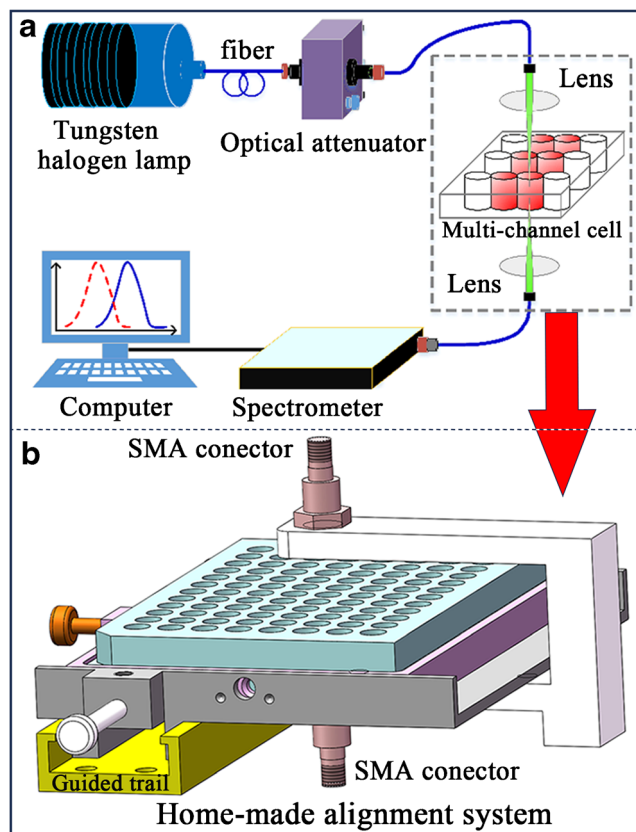 a
fiber
Lens
Tungsten
halogen lamp
Optical attenuator
Multi-channel cell
Lens
Computer
Spectrometer
b
SMA conector
SMA conector
Guided trail
Home-made alignment system